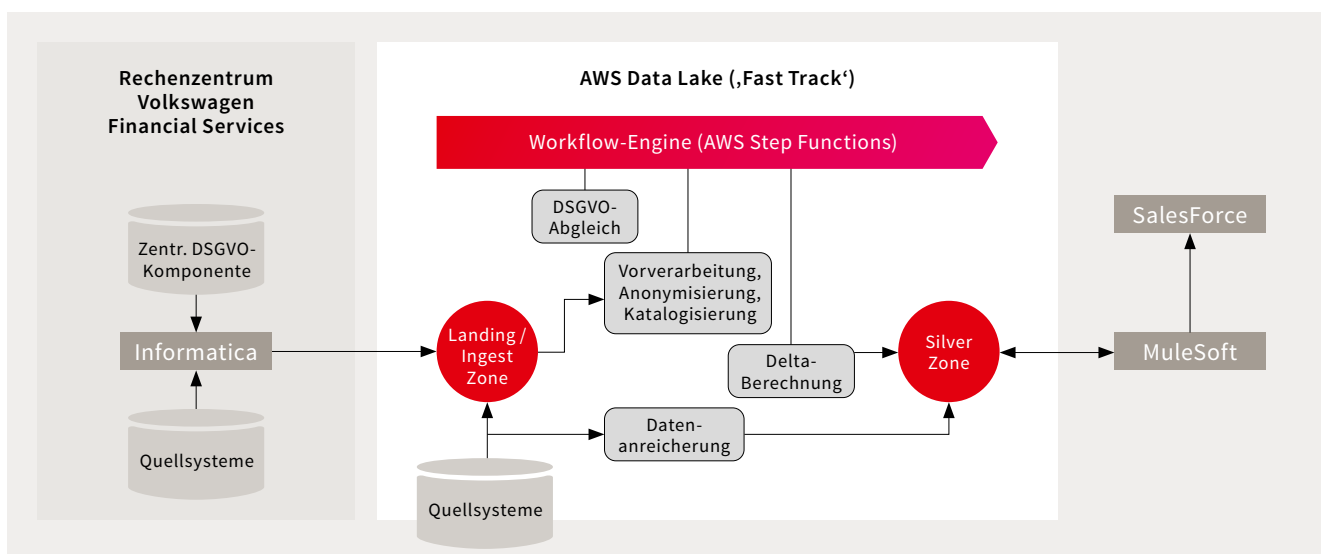 Rechenzentrum
Volkswagen
Financial Services
Zentr. DSGVO-
Komponente
Informatica
Quellsysteme
AWS Data Lake (‚Fast Track‘)
Workflow-Engine (AWS Step Functions)
DSGVO-
Abgleich
Vorverarbeitung,
Anonymisierung,
Katalogisierung
Landing /
Ingest
Zone
Delta-
Berechnung
Silver
Zone
Daten-
anreicherung
Quellsysteme
SalesForce
MuleSoft